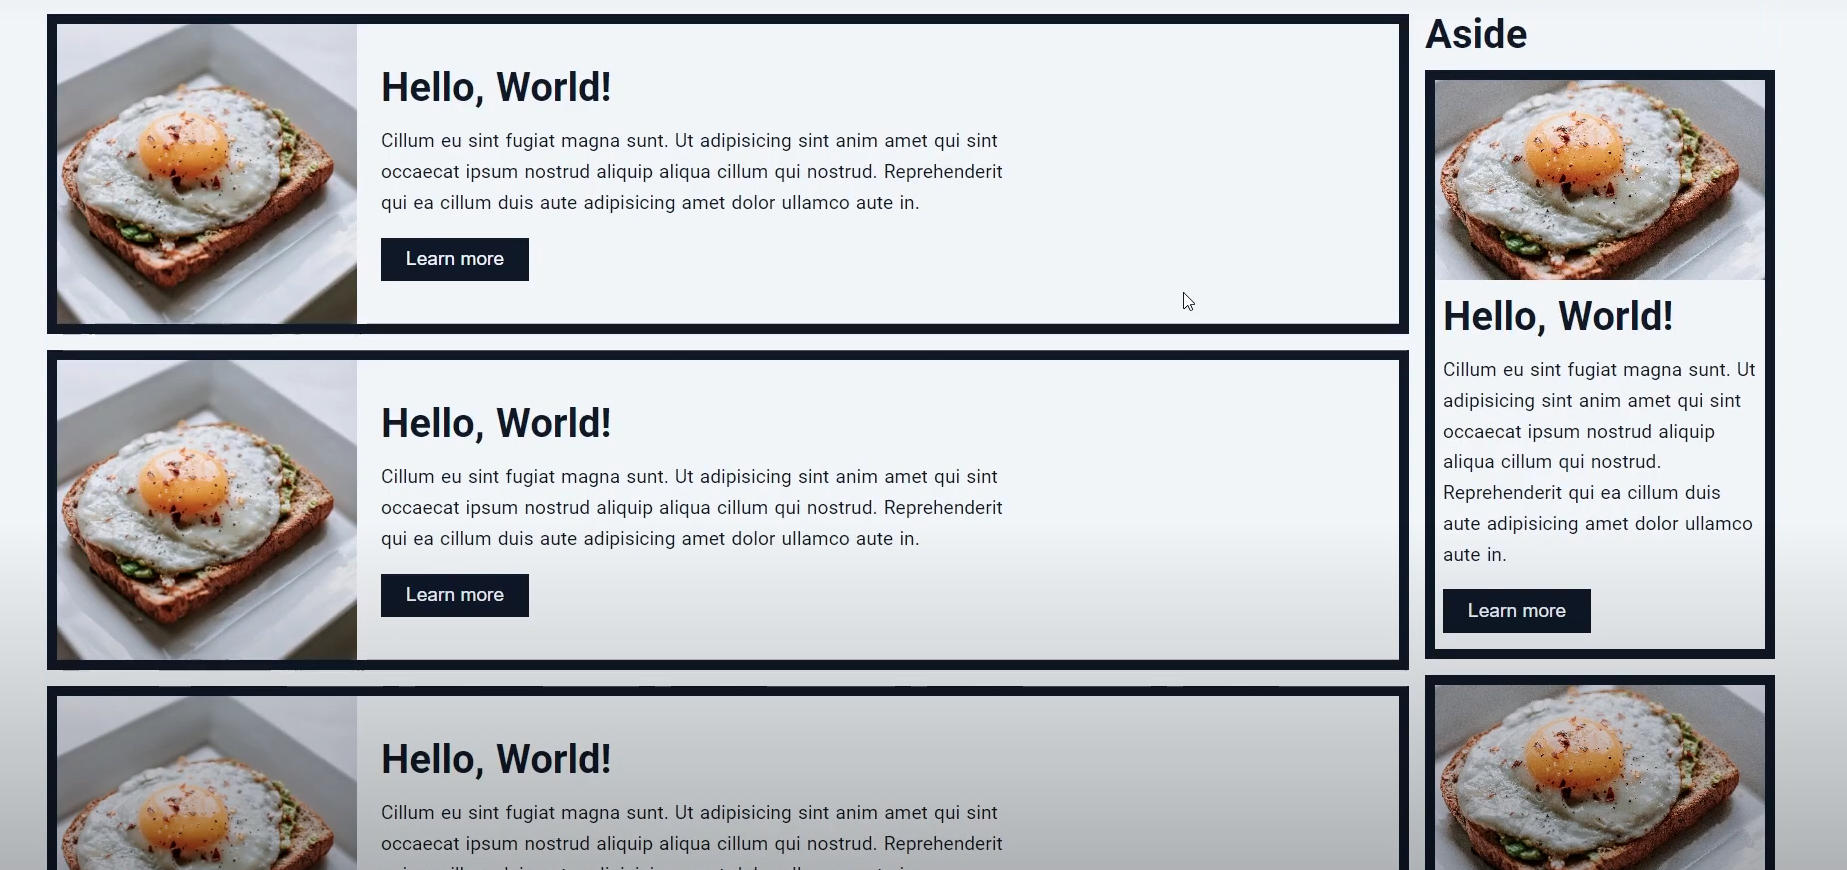 Hello, World!
Cillum eu sint fugiat magna sunt. Ut adipisicing sint anim amet qui sint
occaecat ipsum nostrud aliquip aliqua cillum qui nostrud. Reprehenderit
qui ea cillum duis aute adipisicing amet dolor ullamco aute in.
Learn more
Hello, World!
Cillum eu sint fugiat magna sunt. Ut adipisicing sint anim amet qui sint
occaecat ipsum nostrud aliquip aliqua cillum qui nostrud. Reprehenderit
qui ea cillum duis aute adipisicing amet dolor ullamco aute in.
Learn more
Hello, World!
Cillum eu sint fugiat magna sunt. Ut adipisicing sint anim amet qui sint
occaecat ipsum nostrud aliquip aliqua cillum qui nostrud. Reprehenderit
Aside
Hello, World!
Cillum eu sint fugiat magna sunt. Ut
adipisicing sint anim amet qui sint
occaecat ipsum nostrud aliquip
aliqua cillum qui nostrud.
Reprehenderit qui ea cillum duis
aute adipisicing amet dolor ullamco
aute in.
Learn more